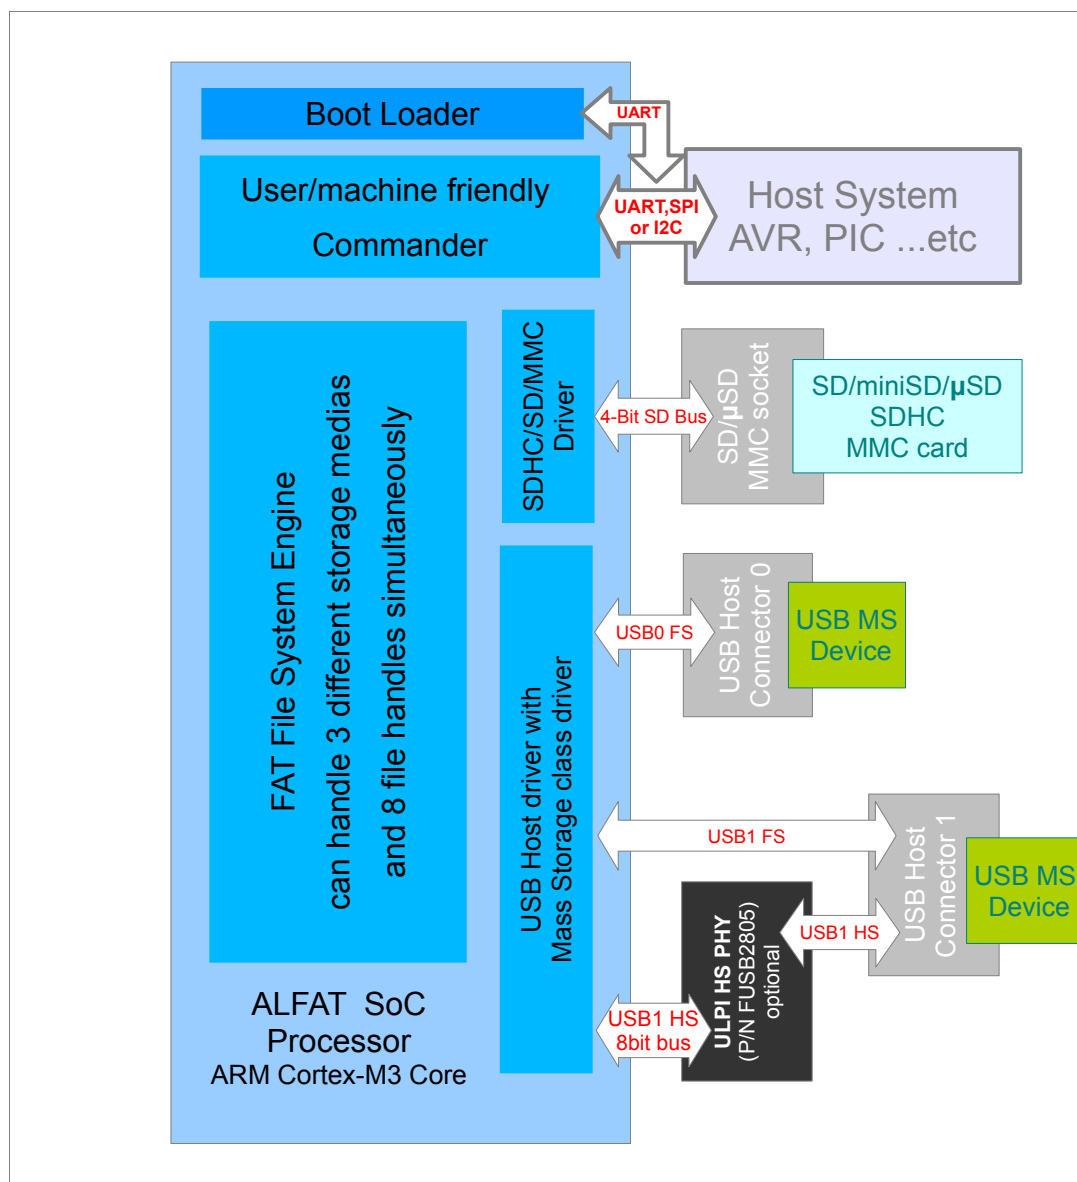 Boot Loader
UART
User/machine friendly
Commander
UART,SPI
or I2C
Host System
AVR, PIC ...etc
FAT File System Engine
can handle 3 different storage medias
and 8 file handles simultaneously
SDHC/SD/MMC
Driver
4-Bit SD Bus
SD/µSD
MMC socket
SD/miniSD/µSD
SDHC
MMC card
USB Host driver with
Mass Storage class driver
USB0 FS
USB Host
Connector 0
USB MS
Device
USB1 FS
USB Host
Connector 1
USB MS
Device
USB1 HS
ULPI HS PHY
(P/N FUSB2805)
optional
USB1 HS
8bit bus
ALFAT SoC
Processor
ARM Cortex-M3 Core